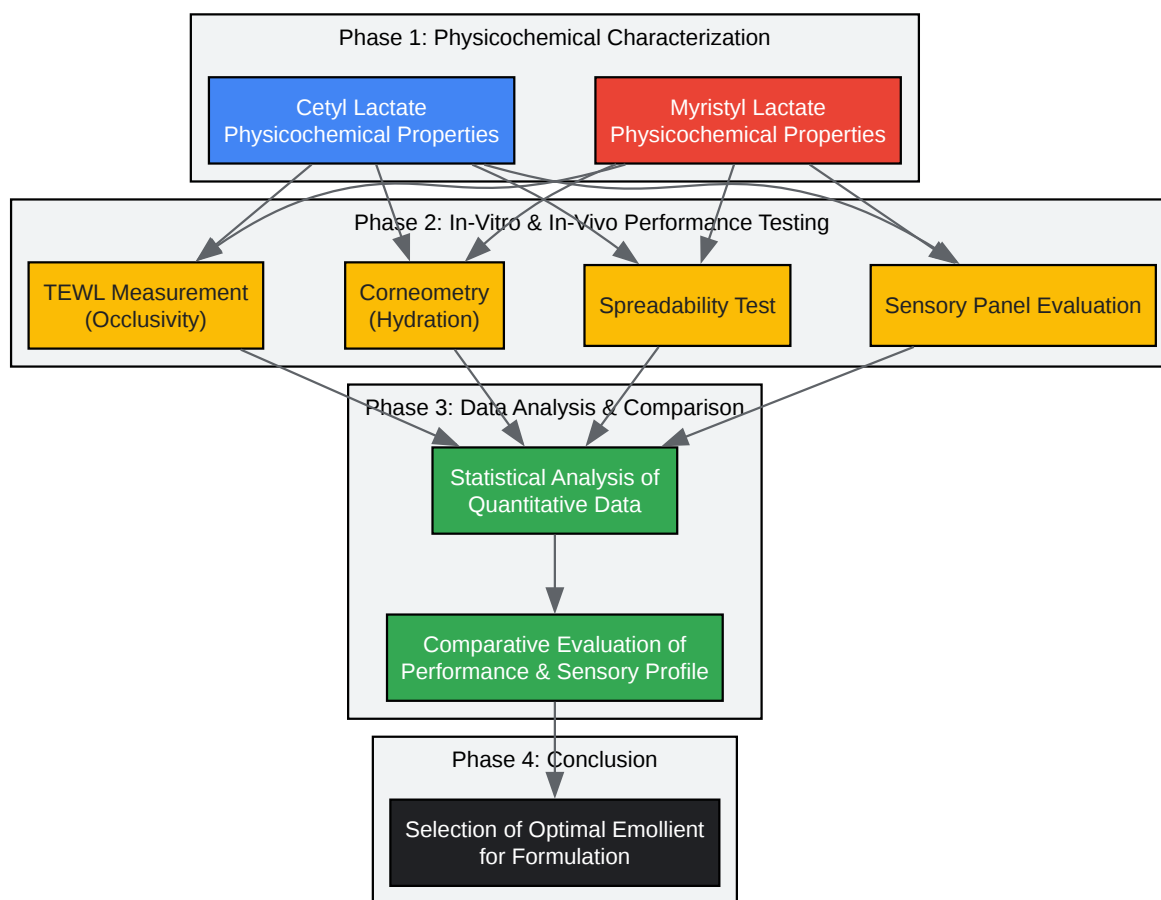 Phase 1: Physicochemical Characterization
Cetyl Lactate
Physicochemical Properties
Myristyl Lactate
Physicochemical Properties
Phase 2: In-Vitro & In-Vivo Performance Testing
TEWL Measurement
(Occlusivity)
Corneometry
(Hydration)
Spreadability Test
Sensory Panel Evaluation
Phase 3: Data Analysis & Comparison
Statistical Analysis of
Quantitative Data
Comparative Evaluation of
Performance & Sensory Profile
Phase 4: Conclusion
Selection of Optimal Emollient
for Formulation